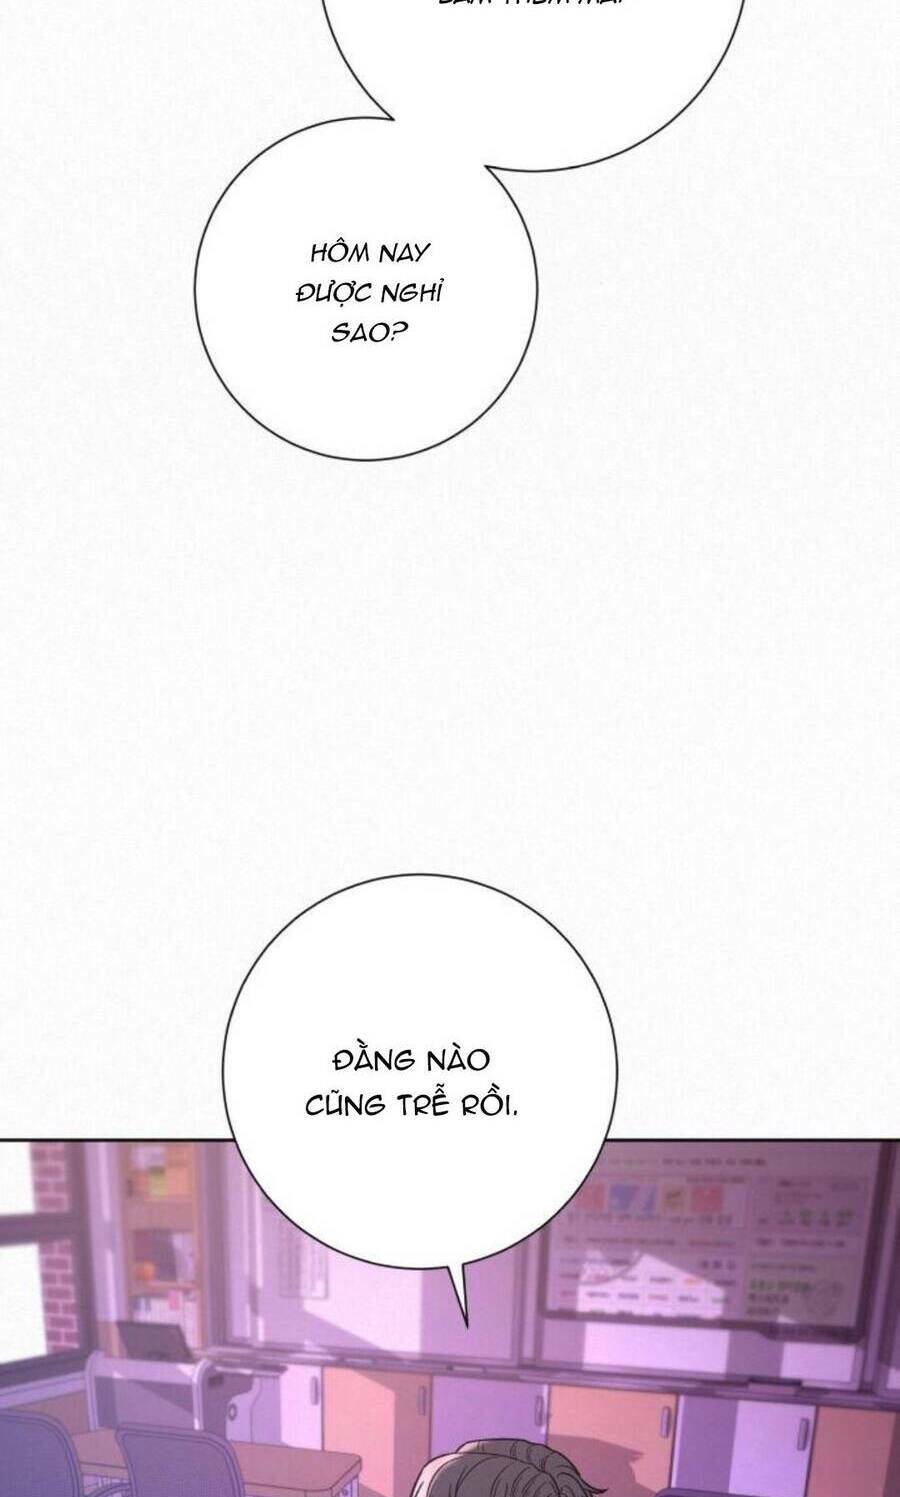 HÔM NAY
ĐƯỢC NGHỈ
SAO?
ĐẰNG NÀO
CŨNG TRỄ RỒI.